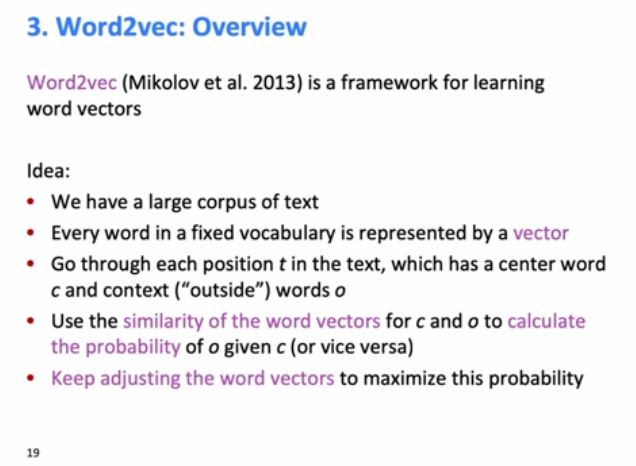 3. Word2vec: Overview
Word2vec (Mikolov et al. 2013) is a framework for learning
word vectors
Idea:
• We have a large corpus of text
• Every word in a fixed vocabulary is represented by a vector
• Go through each position t in the text, which has a center word
c and context (“outside”) words o
• Use the similarity of the word vectors for c and o to calculate
the probability of o given c (or vice versa)
• Keep adjusting the word vectors to maximize this probability
19